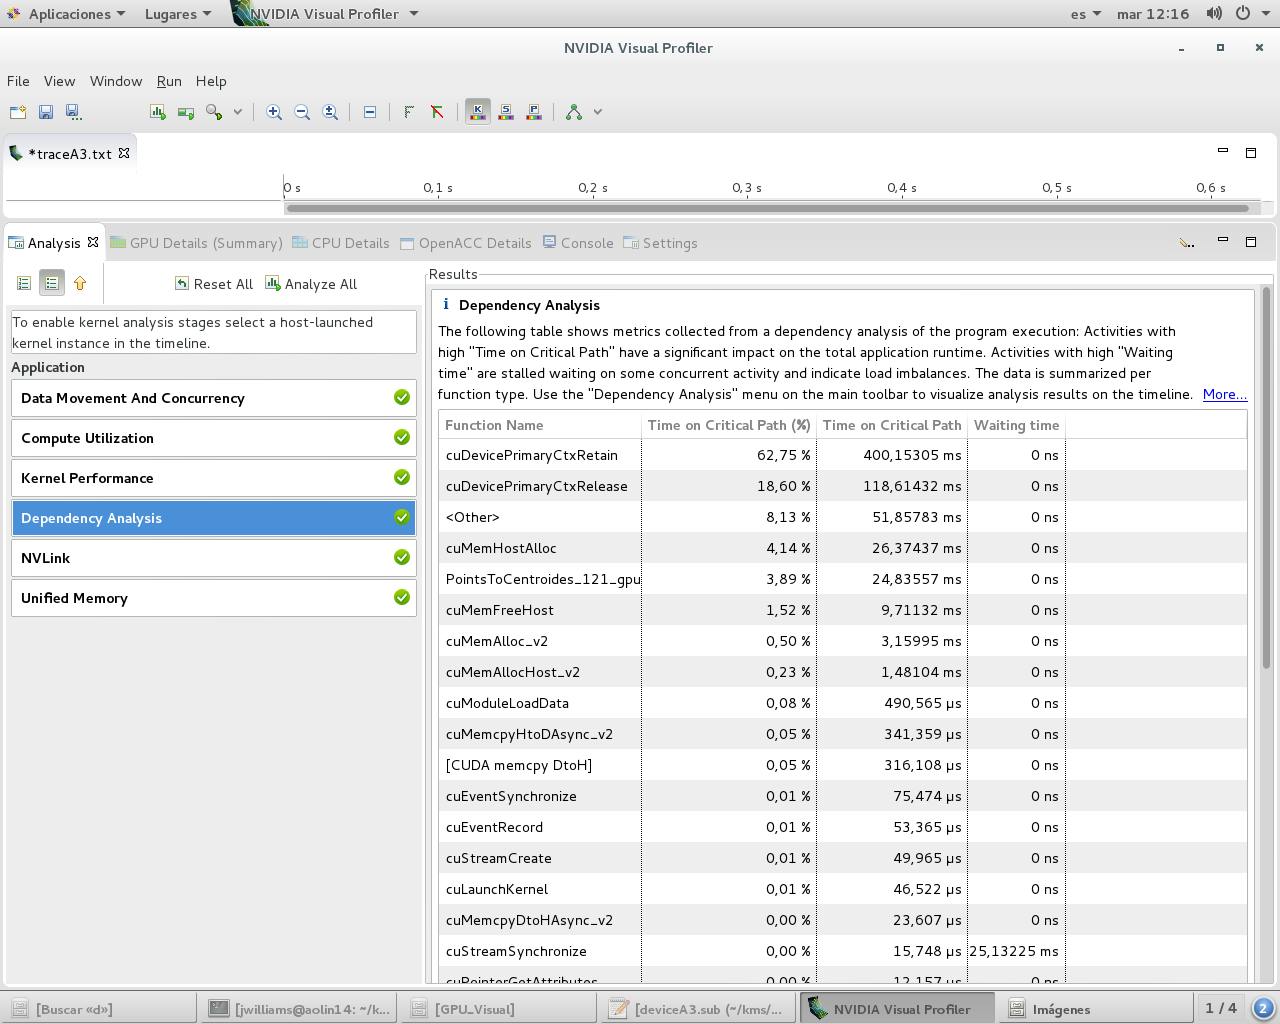 Aplicaciones Lugares NVIDIA Visual Profiler es mar 12:16
NVIDIA Visual Profiler
File View Window Run Help
*traceA3.txt
0 s 0,1 s 0,2 s 0,3 s 0,4 s 0,5 s 0,6 s
Analysis GPU Details (Summary) CPU Details OpenACC Details Console Settings
Reset All Analyze All
To enable kernel analysis stages select a host-launched
kernel instance in the timeline.
Application
Data Movement And Concurrency
Compute Utilization
Kernel Performance
Dependency Analysis
NVLink
Unified Memory
Results
Dependency Analysis
The following table shows metrics collected from a dependency analysis of the program execution: Activities with
high "Time on Critical Path" have a significant impact on the total application runtime. Activities with high "Waiting
time" are stalled waiting on some concurrent activity and indicate load imbalances. The data is summarized per
function type. Use the "Dependency Analysis" menu on the main toolbar to visualize analysis results on the timeline. More...
Function Name Time on Critical Path (%) Time on Critical Path Waiting time
cuDevicePrimaryCtxRetain 62,75 % 400,15305 ms 0 ns
cuDevicePrimaryCtxRelease 18,60 % 118,61432 ms 0 ns
<Other> 8,13 % 51,85783 ms 0 ns
cuMemHostAlloc 4,14 % 26,37437 ms 0 ns
PointsToCentroides_121_gpu 3,89 % 24,83557 ms 0 ns
cuMemFreeHost 1,52 % 9,71132 ms 0 ns
cuMemAlloc_v2 0,50 % 3,15995 ms 0 ns
cuMemAllocHost_v2 0,23 % 1,48104 ms 0 ns
cuModuleLoadData 0,08 % 490,565 µs 0 ns
cuMemcpyHtoDAsync_v2 0,05 % 341,359 µs 0 ns
[CUDA memcpy DtoH] 0,05 % 316,108 µs 0 ns
cuEventSynchronize 0,01 % 75,474 µs 0 ns
cuEventRecord 0,01 % 53,365 µs 0 ns
cuStreamCreate 0,01 % 49,965 µs 0 ns
cuLaunchKernel 0,01 % 46,522 µs 0 ns
cuMemcpyDtoHAsync_v2 0,00 % 23,607 µs 0 ns
cuStreamSynchronize 0,00 % 15,748 µs 25,13225 ms
cuPointerGetAttributes 0,00 % 12,157 µs 0 ns
[Buscar «d»] [jwilliams@aolin14: ~/k... [GPU_Visual] [deviceA3.sub (~/kms/... NVIDIA Visual Profiler Imágenes 1 / 4 2